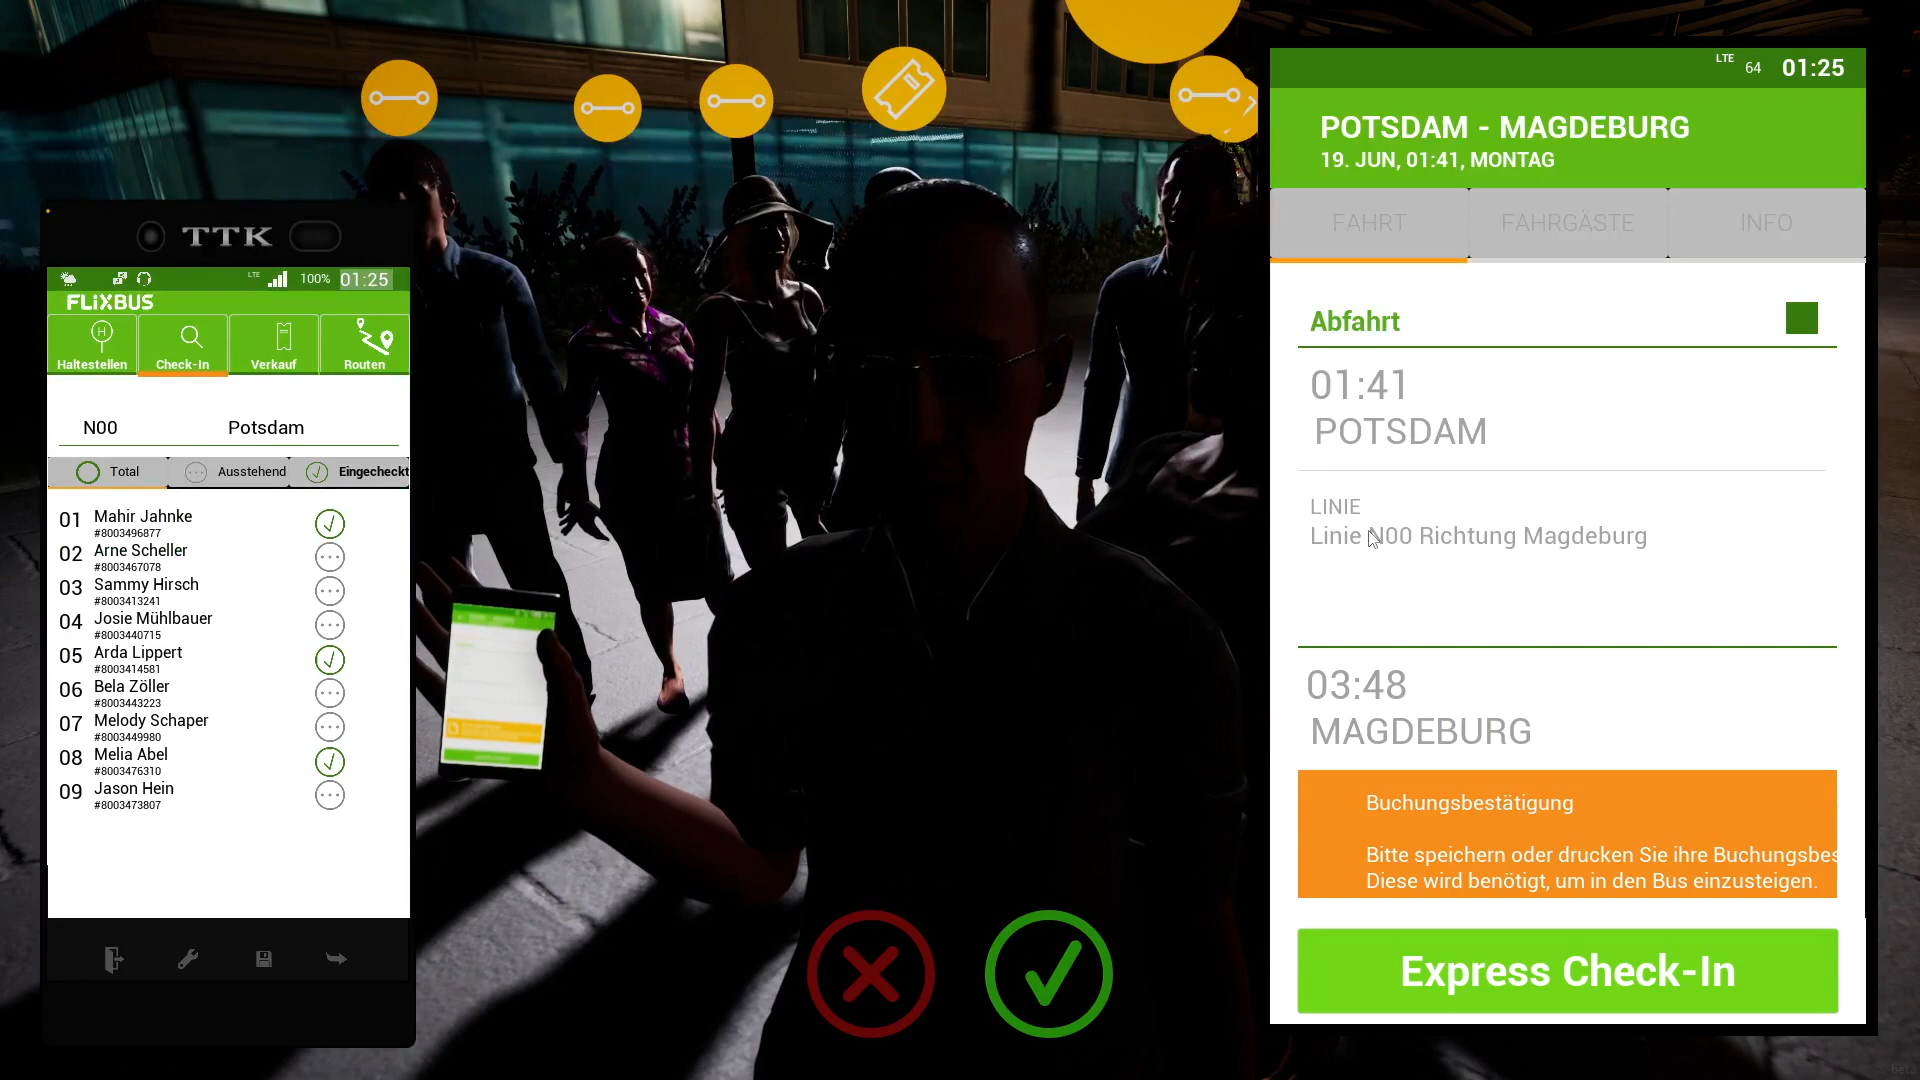 TTK
LTE 100% 01:25
FLiXBUS
Haltestellen Check-In Verkauf Routen
N00 Potsdam
Total Ausstehend Eingecheckt
01 Mahir Jahnke
#8003496877
02 Arne Scheller
#8003467078
03 Sammy Hirsch
#8003413241
04 Josie Mühlbauer
#8003440715
05 Arda Lippert
#8003414581
06 Bela Zöller
#8003443223
07 Melody Schaper
#8003449980
08 Melia Abel
#8003476310
09 Jason Hein
#8003473807
LTE 64 01:25
POTSDAM - MAGDEBURG
19. JUN, 01:41, MONTAG
FAHRT FAHRGÄSTE INFO
Abfahrt
01:41
POTSDAM
LINIE
Linie N00 Richtung Magdeburg
03:48
MAGDEBURG
Buchungsbestätigung
Bitte speichern oder drucken Sie ihre Buchungsbes
Diese wird benötigt, um in den Bus einzusteigen.
Express Check-In
beta